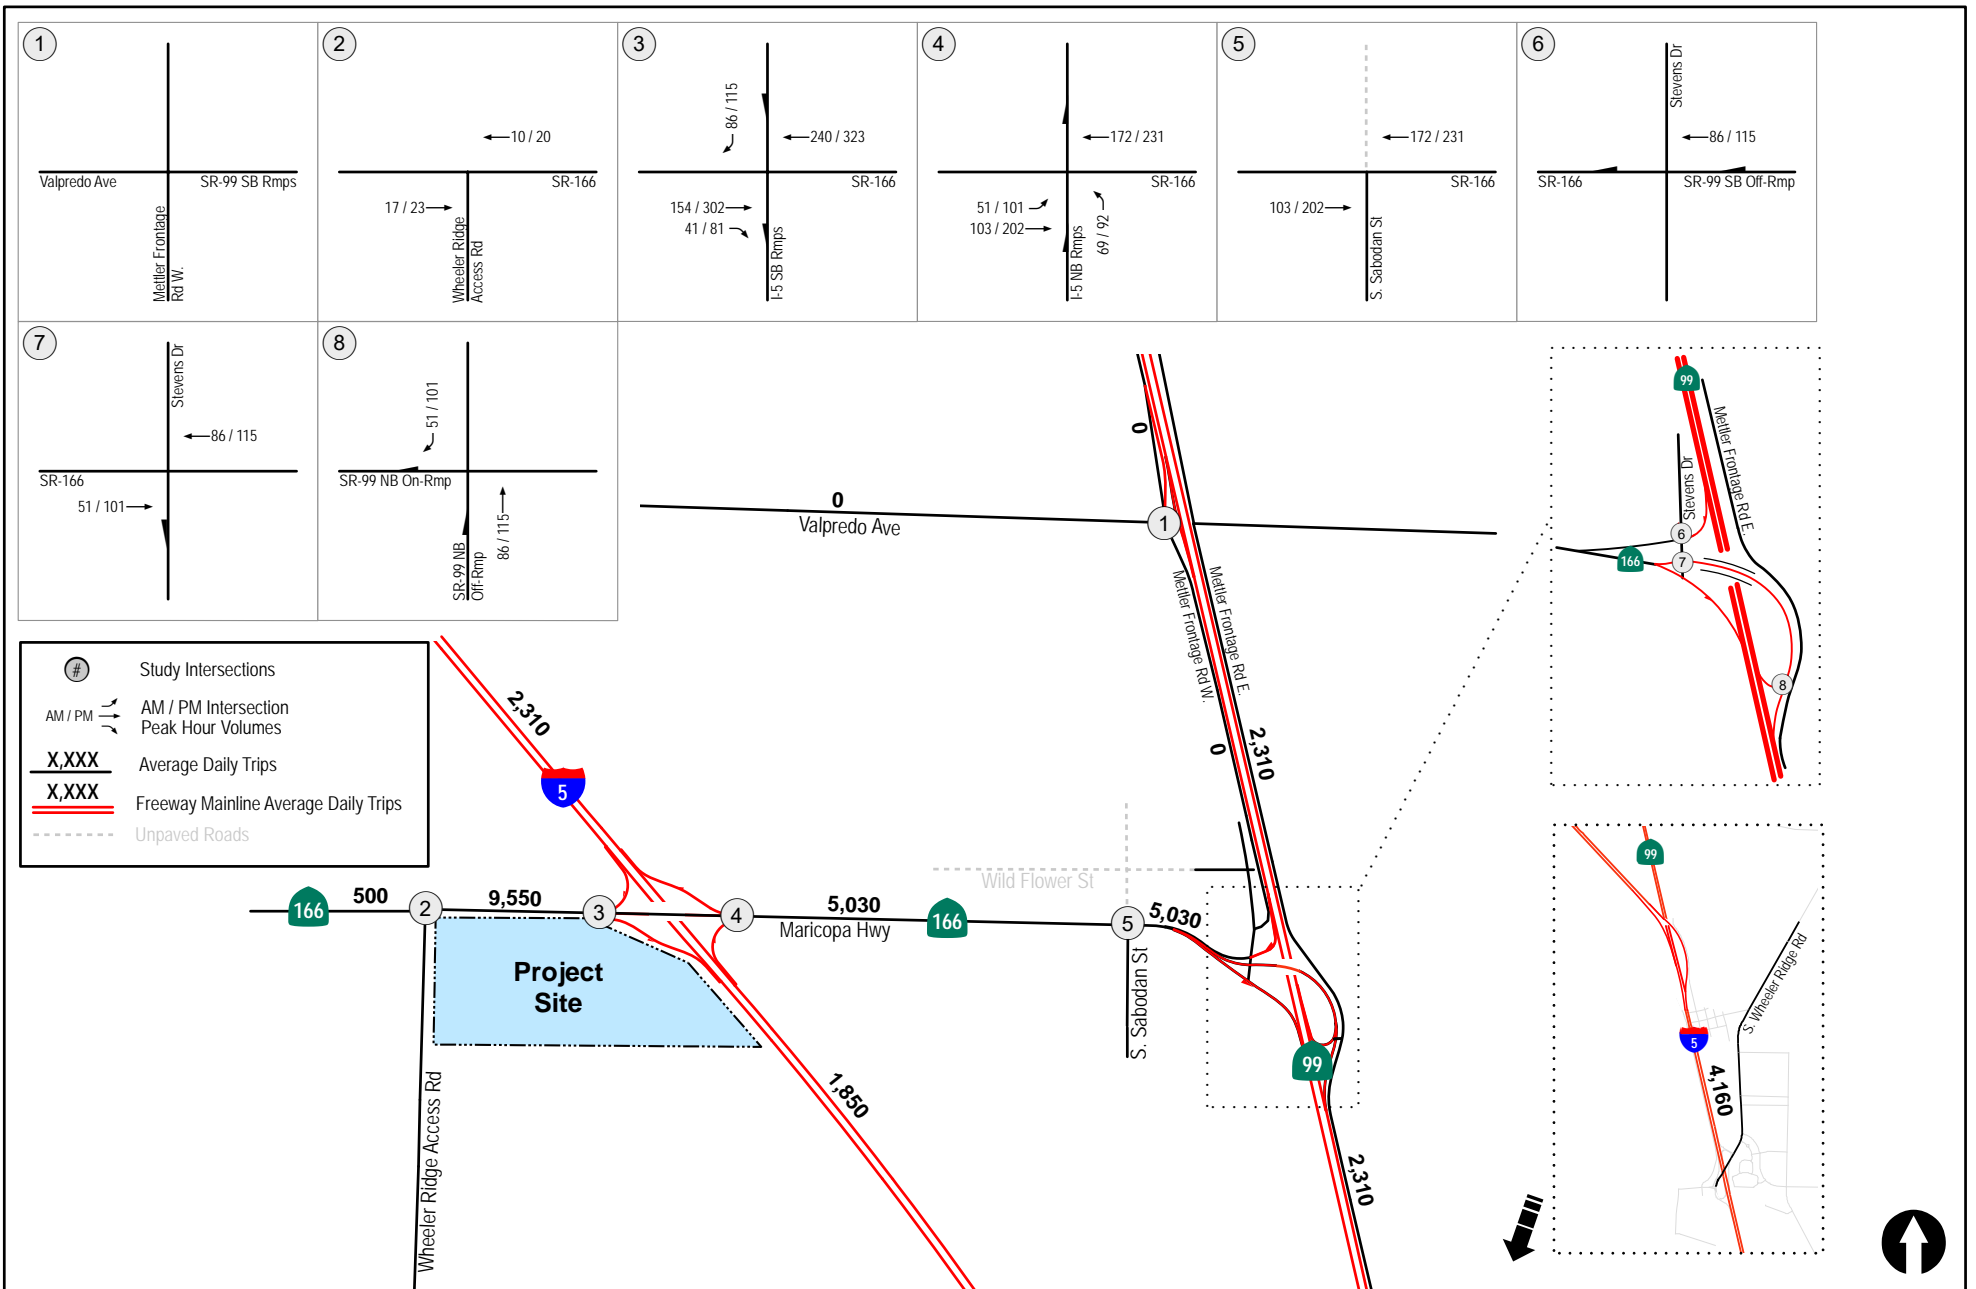 1
Valpredo Ave
SR-99 SB Rmps
Mettler Frontage
Rd W.
2
10 / 20
SR-166
17 / 23
Wheeler Ridge
Access Rd
3
86 / 115
240 / 323
SR-166
154 / 302
41 / 81
I-5 SB Rmps
4
172 / 231
SR-166
51 / 101
103 / 202
69 / 92
I-5 NB Rmps
5
172 / 231
SR-166
103 / 202
S. Sabodan St
6
Stevens Dr
86 / 115
SR-166
SR-99 SB Off-Rmp
7
Stevens Dr
86 / 115
SR-166
51 / 101
8
51 / 101
SR-99 NB On-Rmp
86 / 115
SR-99 NB
Off-Rmp
#
Study Intersections
AM / PM
AM / PM Intersection
Peak Hour Volumes
X,XXX
Average Daily Trips
X,XXX
Freeway Mainline Average Daily Trips
Unpaved Roads
0
0
Valpredo Ave
1
Mettler Frontage Rd W.
Mettler Frontage Rd E.
0
2,310
2,310
5
166
500
2
9,550
3
4
5,030
Maricopa Hwy
166
Wild Flower St
5
5,030
Project
Site
S. Sabodan St
99
Wheeler Ridge Access Rd
1,850
2,310
99
Mettler Frontage Rd E.
Stevens Dr
6
166
7
8
99
S. Wheeler Ridge Rd
5
4,160